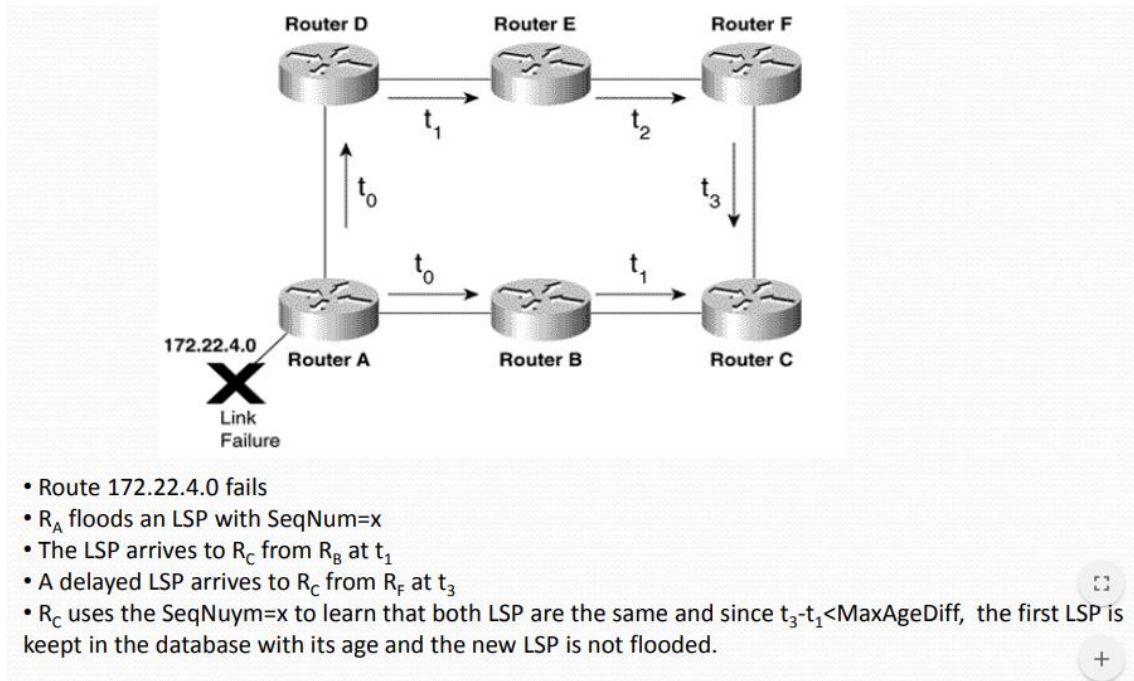 Router D Router E Router F
t1 t2
t0 t3
t0 t1
172.22.4.0
Router A Router B Router C
Link
Failure
• Route 172.22.4.0 fails
• RA floods an LSP with SeqNum=x
• The LSP arrives to RC from RB at t1
• A delayed LSP arrives to RC from RF at t3
• RC uses the SeqNuym=x to learn that both LSP are the same and since t3-t1<MaxAgeDiff, the first LSP is
keept in the database with its age and the new LSP is not flooded.